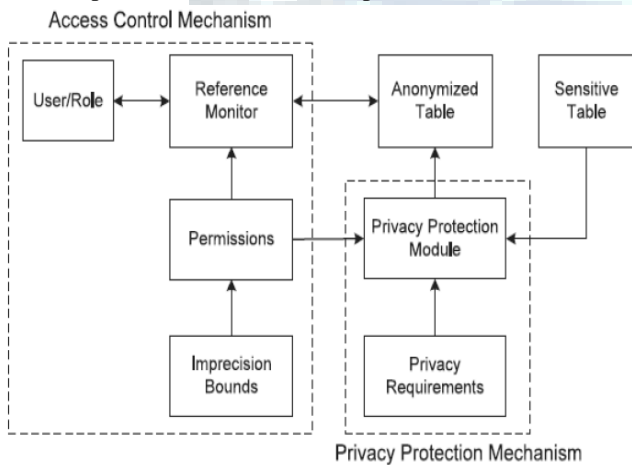 Access Control Mechanism
User/Role
Reference
Monitor
Anonymized
Table
Sensitive
Table
Permissions
Privacy Protection
Module
Imprecision
Bounds
Privacy
Requirements
Privacy Protection Mechanism